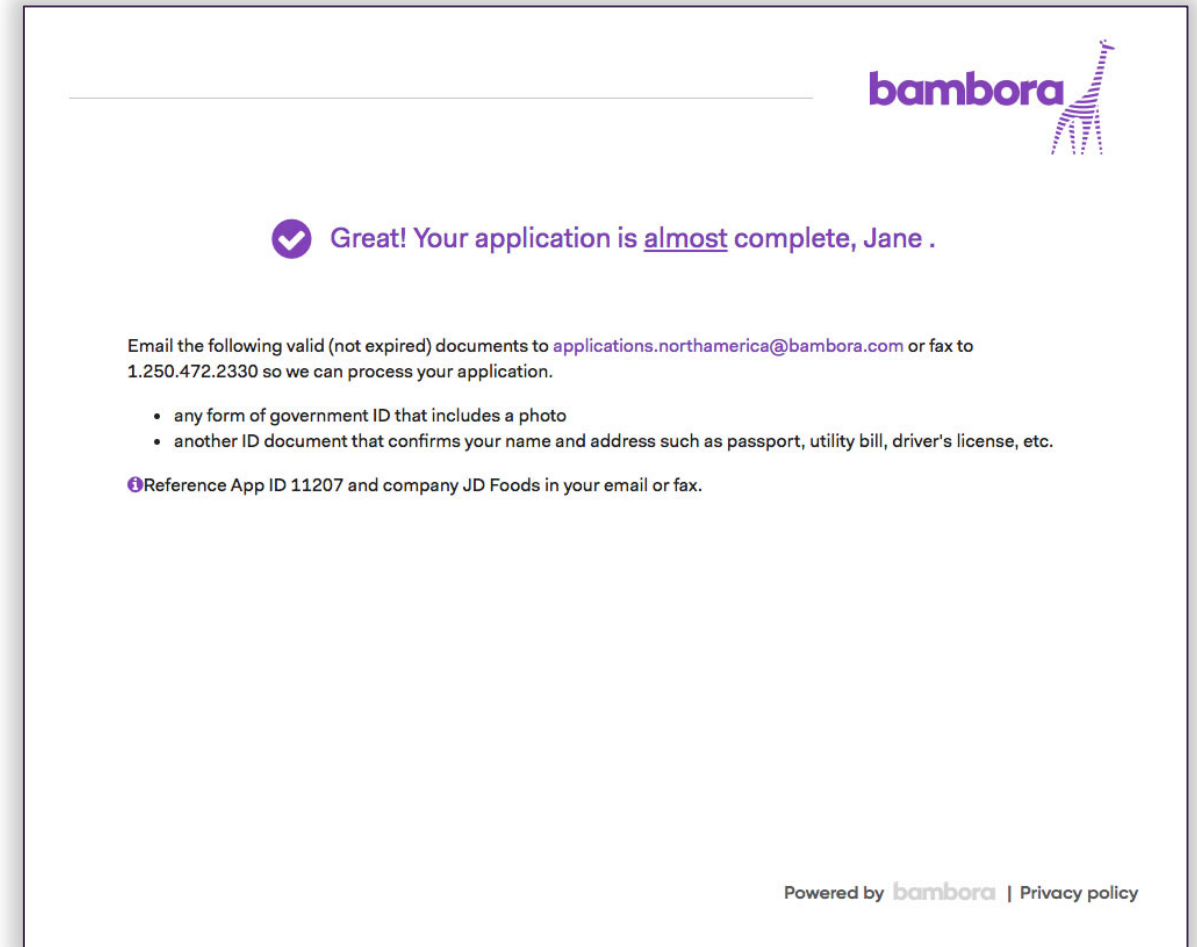 bambora
Great! Your application is almost complete, Jane .
Email the following valid (not expired) documents to applications.northamerica@bambora.com or fax to
1.250.472.2330 so we can process your application.
• any form of government ID that includes a photo
• another ID document that confirms your name and address such as passport, utility bill, driver's license, etc.
Reference App ID 11207 and company JD Foods in your email or fax.
Powered by bambora | Privacy policy